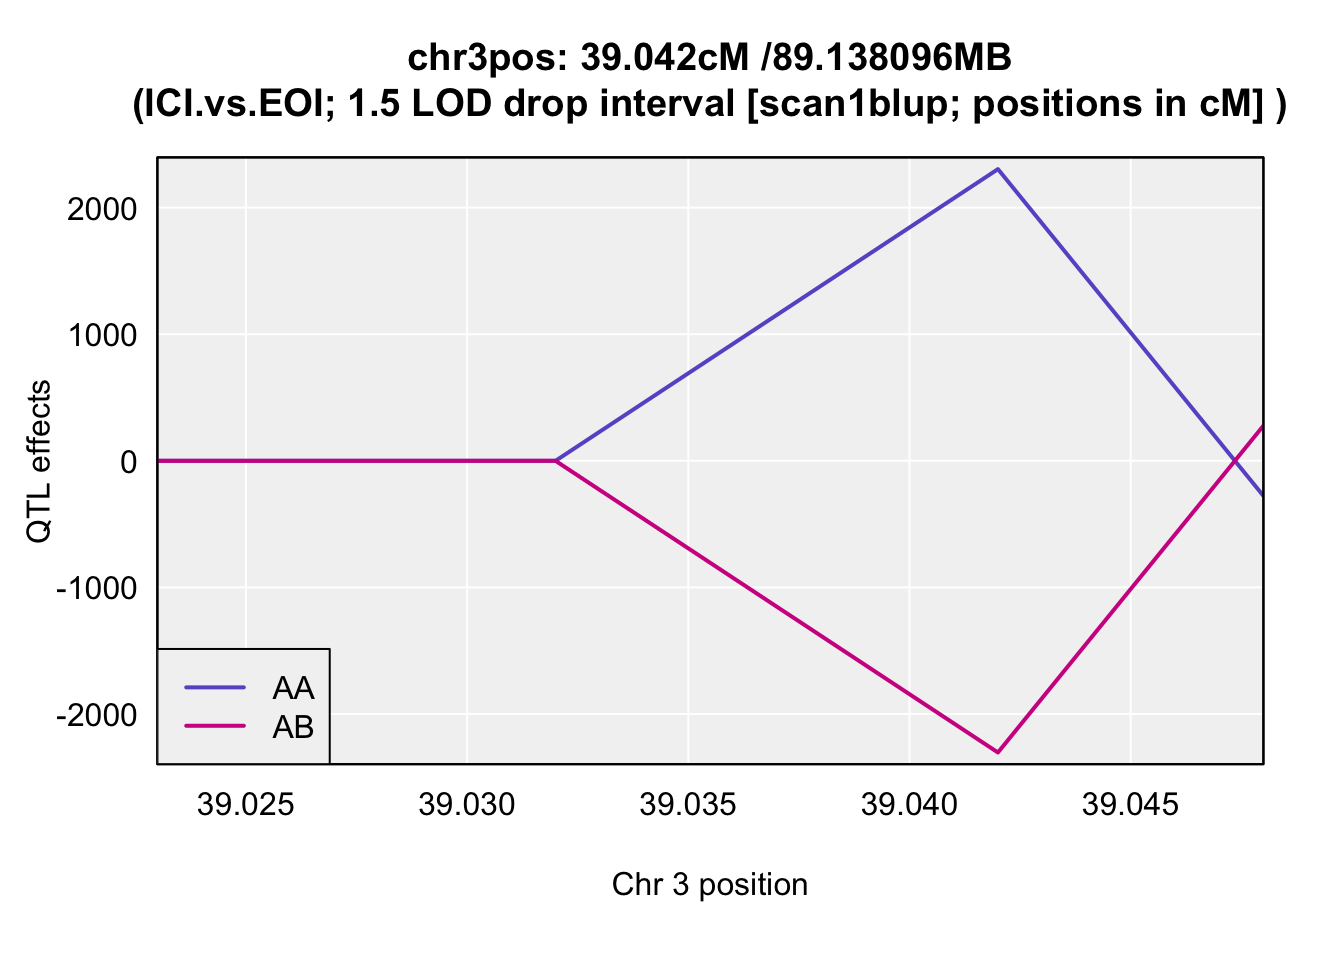 chr3pos: 39.042cM /89.138096MB
(ICI.vs.EOI; 1.5 LOD drop interval [scan1blup; positions in cM] )
QTL effects
2000
1000
0
-1000
-2000
AA
AB
39.025 39.030 39.035 39.040 39.045
Chr 3 position